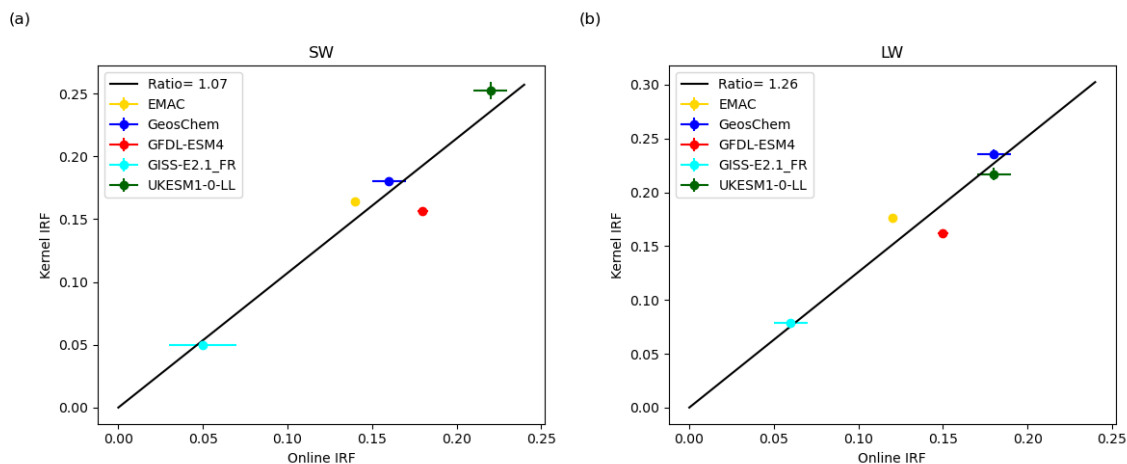 (a)
SW
Ratio= 1.07
EMAC
GeosChem
GFDL-ESM4
GISS-E2.1_FR
UKESM1-0-LL
Kernel IRF
0.25
0.20
0.15
0.10
0.05
0.00
0.00 0.05 0.10 0.15 0.20 0.25
Online IRF
(b)
LW
Ratio= 1.26
EMAC
GeosChem
GFDL-ESM4
GISS-E2.1_FR
UKESM1-0-LL
Kernel IRF
0.30
0.25
0.20
0.15
0.10
0.05
0.00
0.00 0.05 0.10 0.15 0.20 0.25
Online IRF